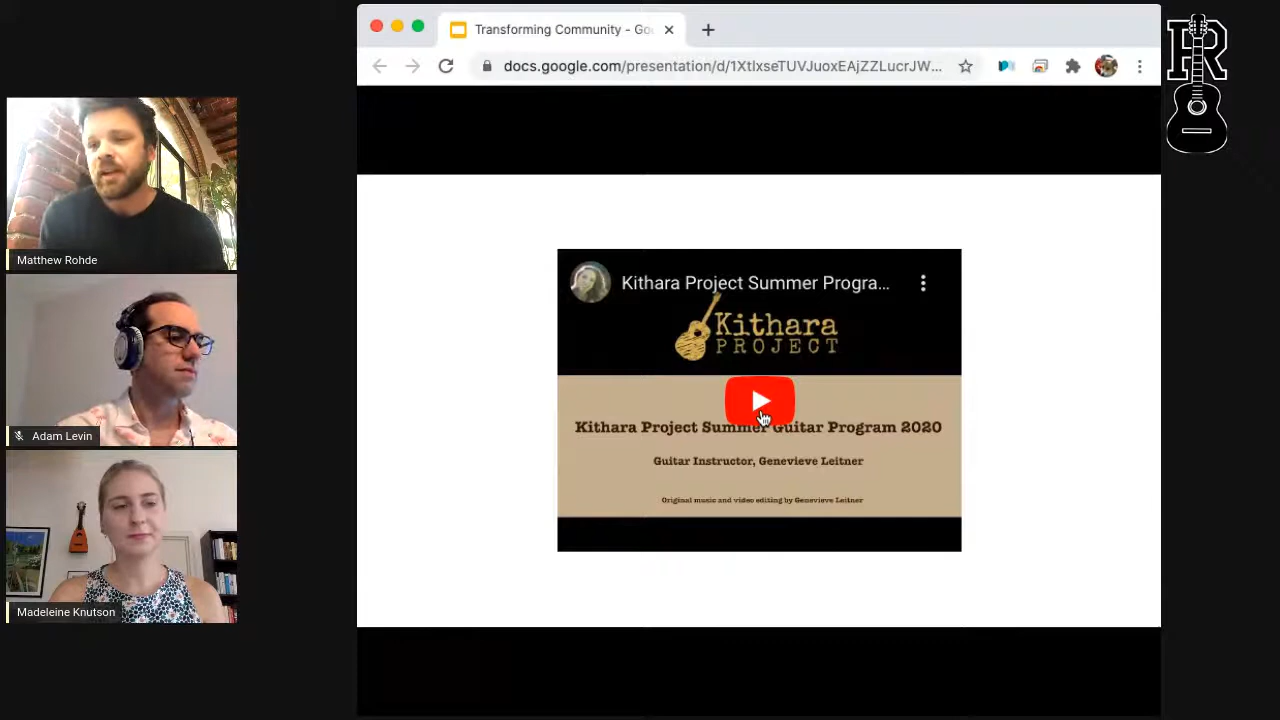 Transforming Community - Goo
docs.google.com/presentation/d/1XtlxseTUVJuoxEAjZZLucrJW...
Matthew Rohde
Adam Levin
Madeleine Knutson
Kithara Project Summer Progra...
Kithara
PROJECT
Kithara Project Summer Guitar Program 2020
Guitar Instructor, Genevieve Leitner
Original music and video editing by Genevieve Leitner